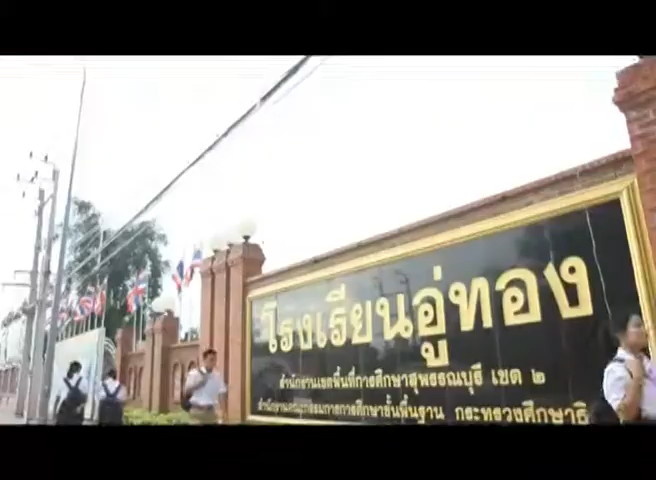 โรงเรียนอู่ทอง
สำนักงานเขตพื้นที่การศึกษาสุพรรณบุรี เขต ๒
สำนักงานคณะกรรมการการศึกษาขั้นพื้นฐาน กระทรวงศึกษาธิการ